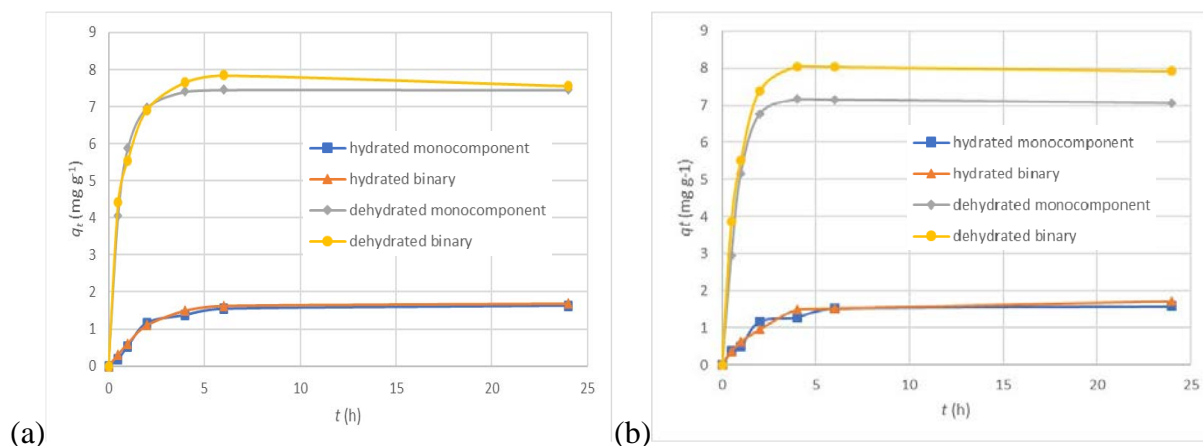 9
8
7
6
5
4
3
2
1
0
qt (mg g-1)
hydrated monocomponent
hydrated binary
dehydrated monocomponent
dehydrated binary
0 5 10 15 20 25
t (h)
(a)
9
8
7
6
5
4
3
2
1
0
qt (mg g-1)
hydrated monocomponent
hydrated binary
dehydrated monocomponent
dehydrated binary
0 5 10 15 20 25
t (h)
(b)